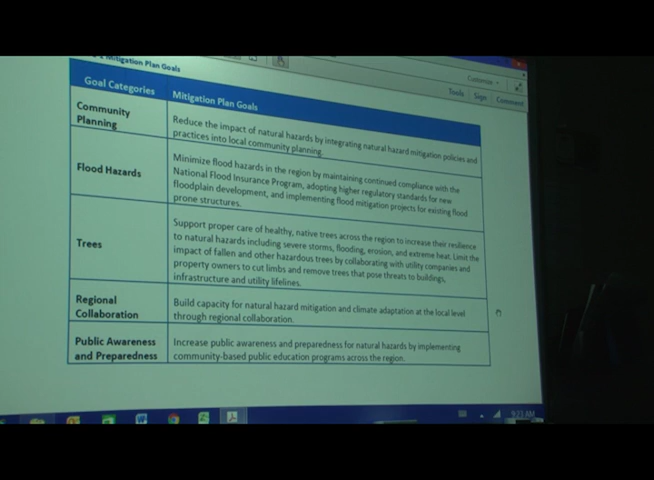 Mitigation Plan Goals
Customize
Tools Sign Comment
Goal Categories
Mitigation Plan Goals
Community
Planning
Reduce the impact of natural hazards by integrating natural hazard mitigation policies and
practices into local community planning.
Flood Hazards
Minimize flood hazards in the region by maintaining continued compliance with the
National Flood Insurance Program, adopting higher regulatory standards for new
floodplain development, and implementing flood mitigation projects for existing flood
prone structures.
Trees
Support proper care of healthy, native trees across the region to increase their resilience
to natural hazards including severe storms, flooding, erosion, and extreme heat. Limit the
impact of fallen and other hazardous trees by collaborating with utility companies and
property owners to cut limbs and remove trees that pose threats to buildings,
infrastructure and utility lifelines.
Regional
Collaboration
Build capacity for natural hazard mitigation and climate adaptation at the local level
through regional collaboration.
Public Awareness
and Preparedness
Increase public awareness and preparedness for natural hazards by implementing
community-based public education programs across the region.
9:23 AM